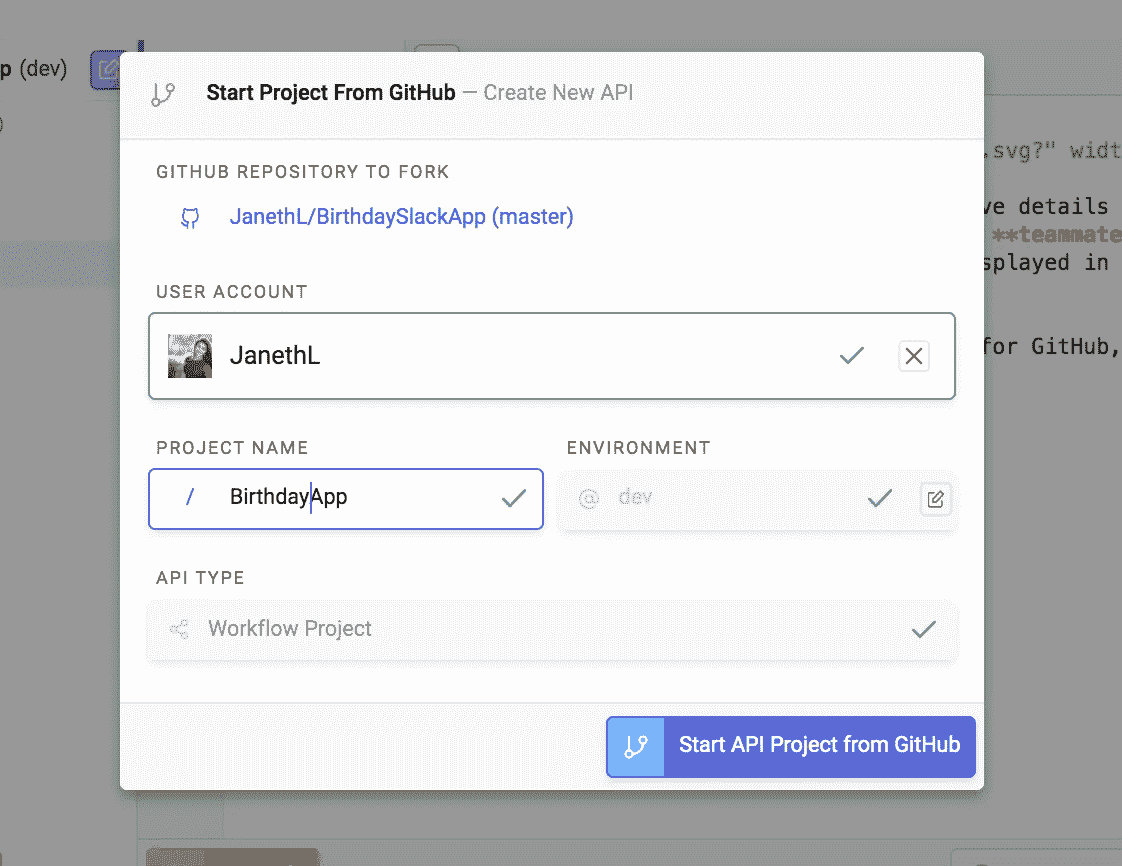 p (dev)
Start Project From GitHub — Create New API
GITHUB REPOSITORY TO FORK
.svg?" widt
JanethL/BirthdaySlackApp (master)
ve details
**teammate
splayed in
USER ACCOUNT
JanethL
for GitHub,
PROJECT NAME
ENVIRONMENT
/ BirthdayApp
@ dev
API TYPE
Workflow Project
Start API Project from GitHub